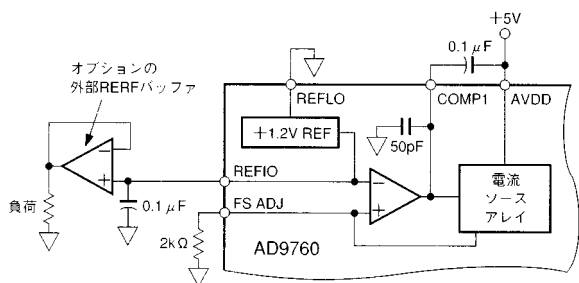 +5V
0.1μF
オプションの
外部RERFバッファ
REFLO
COMP1
AVDD
+1.2V REF
50pF
REFIO
負荷
0.1μF
FS ADJ
2kΩ
AD9760
電流
ソース
アレイ
−
+
−
+